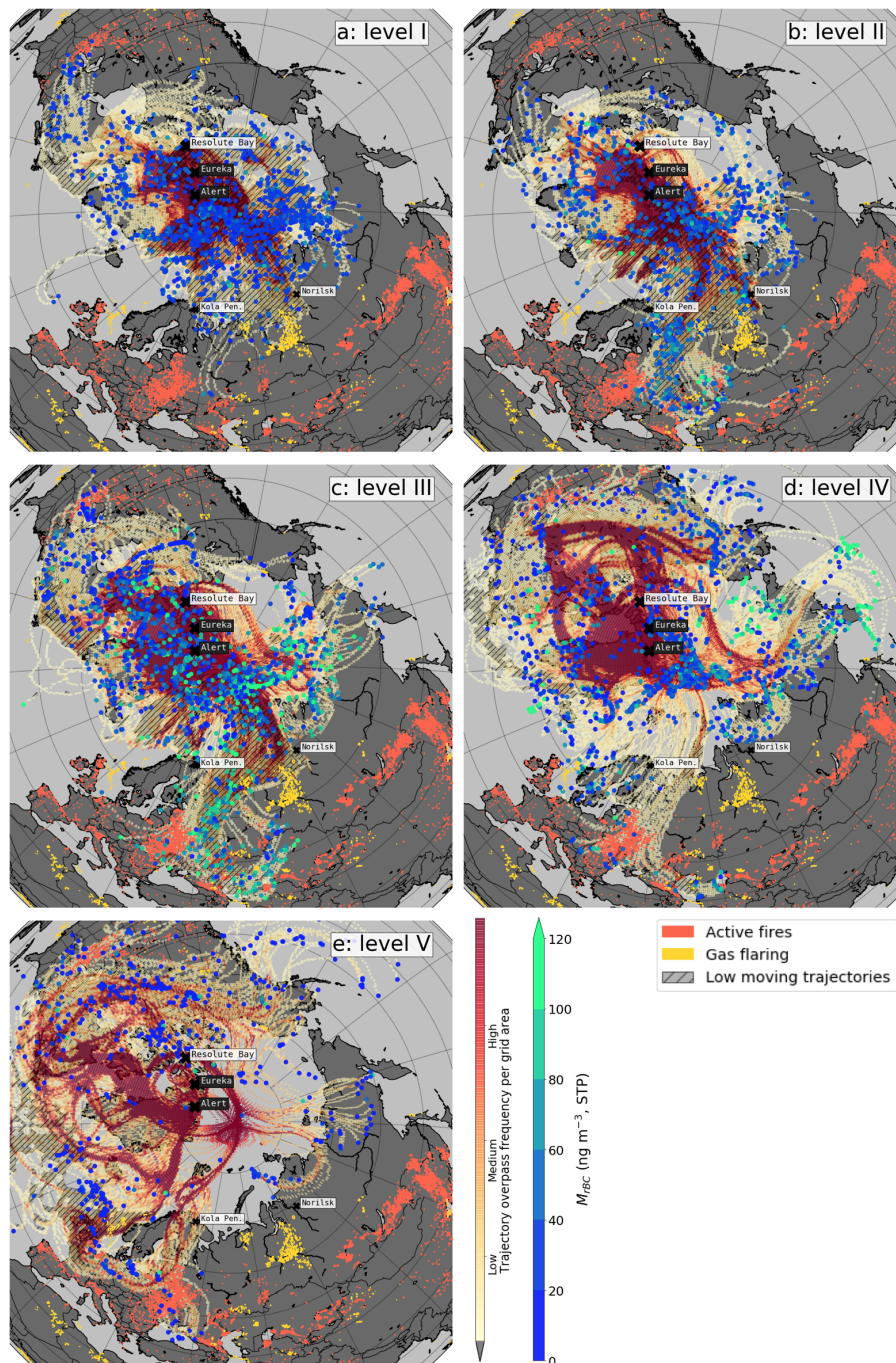 a: level I
Resolute Bay
Eureka
Alert
Kola Pen.
Norilsk
b: level II
Resolute Bay
Eureka
Alert
Kola Pen.
Norilsk
c: level III
Resolute Bay
Eureka
Alert
Kola Pen.
Norilsk
d: level IV
Resolute Bay
Eureka
Alert
Kola Pen.
Norilsk
e: level V
Resolute Bay
Eureka
Alert
Kola Pen.
Norilsk
High
Medium
Low
Trajectory overpass frequency per grid area
120
100
80
60
40
20
0
M_rBC (ng m⁻³, STP)
Active fires
Gas flaring
Low moving trajectories